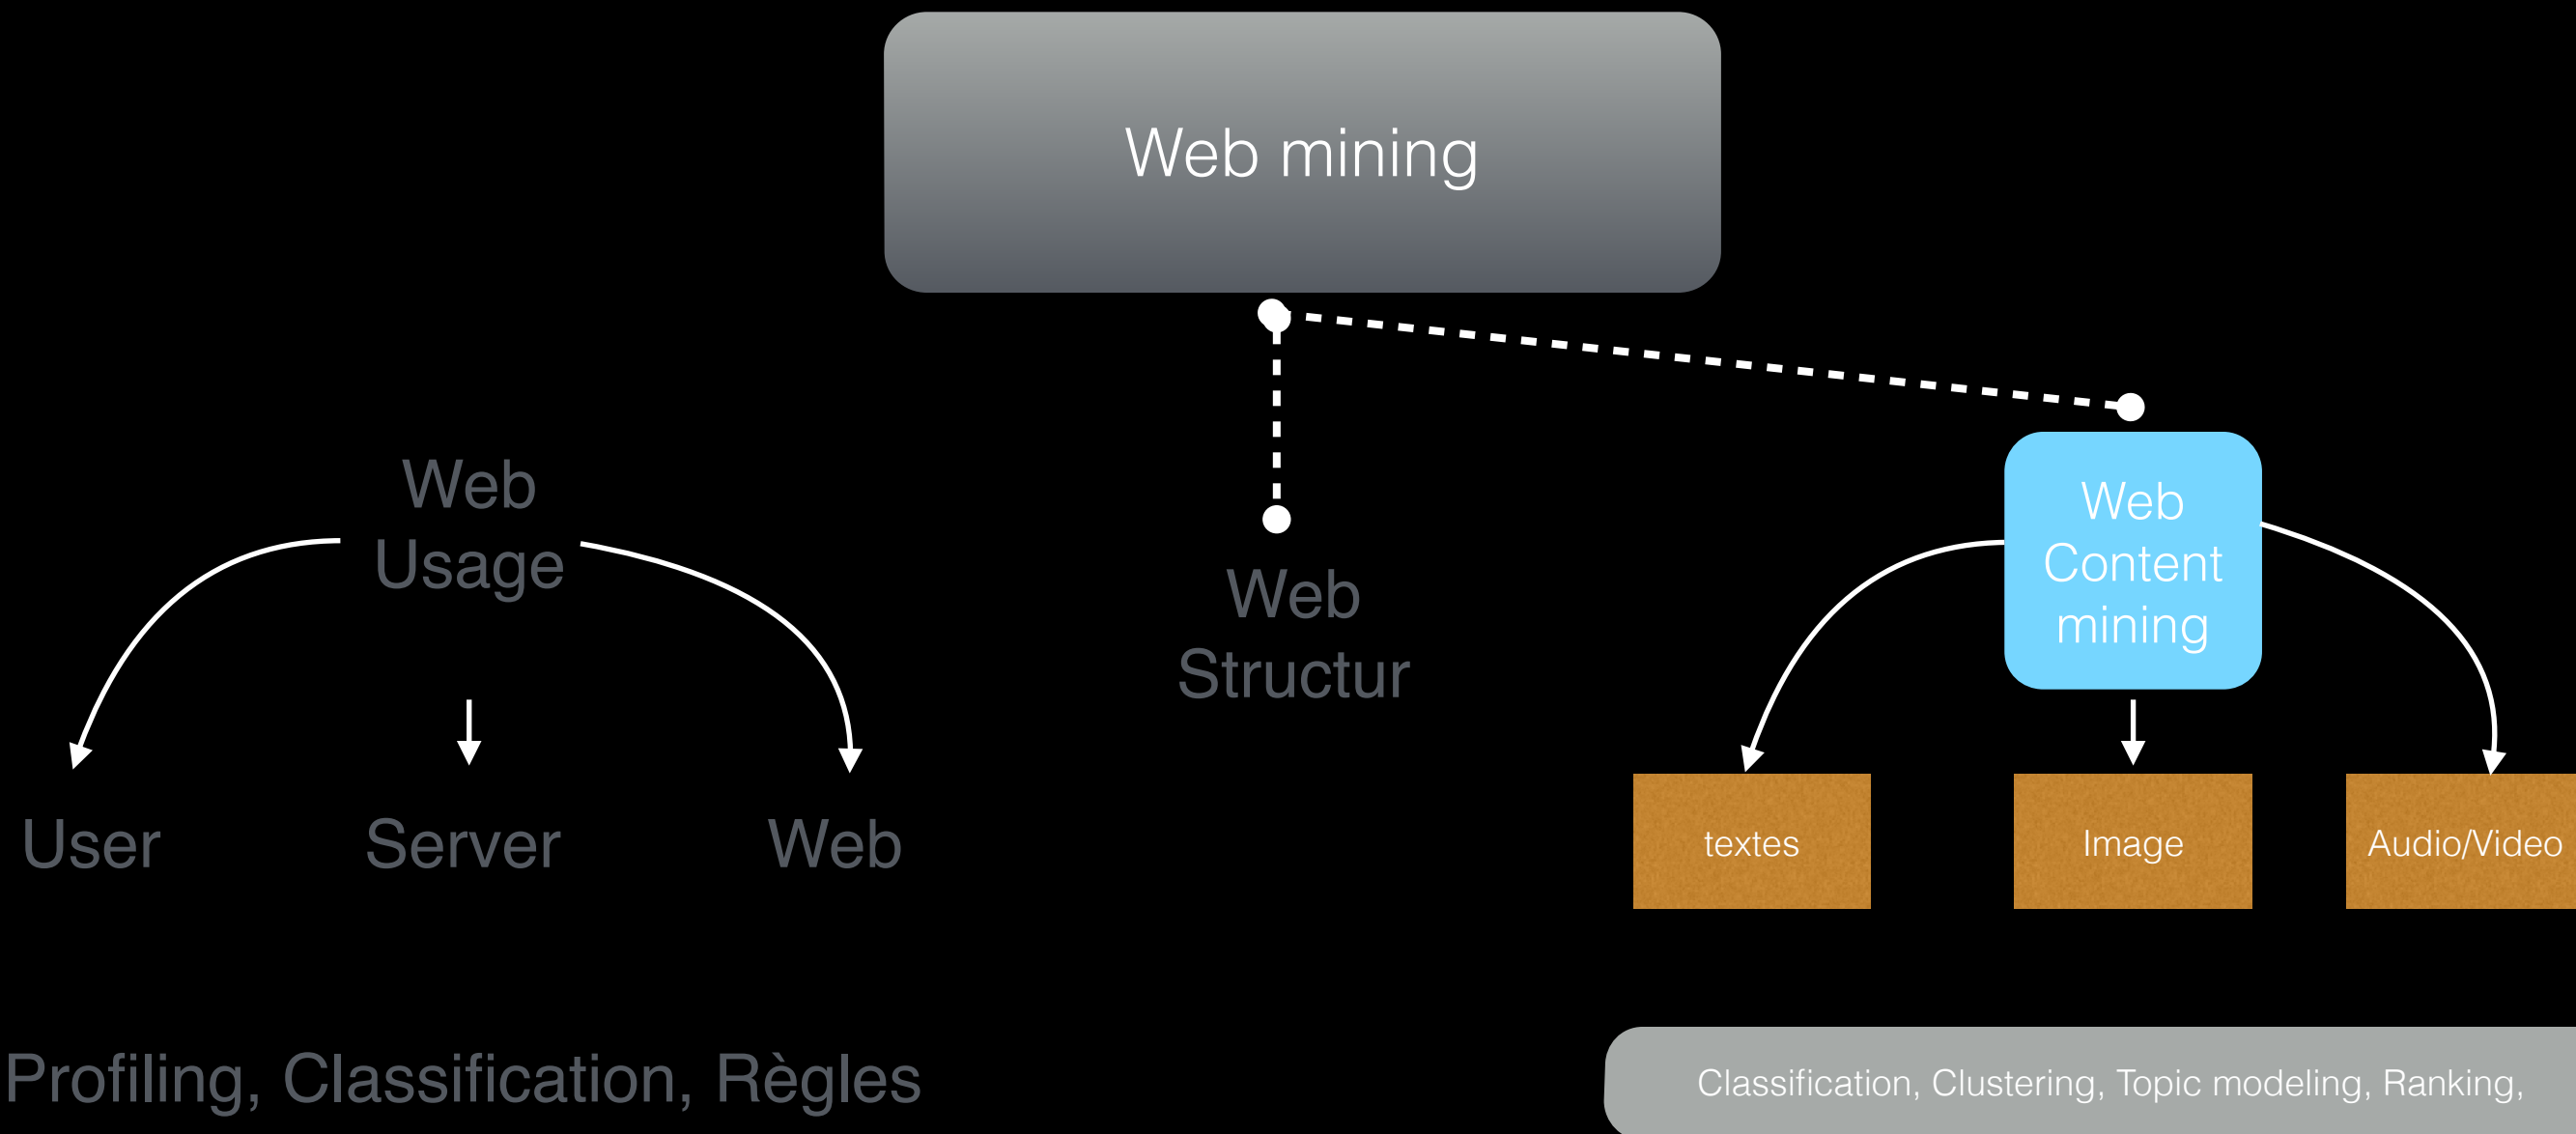 Web mining
Web
Usage
Web
Structur
Web
Content
mining
User
Server
Web
textes
Image
Audio/Video
Profiling, Classification, Règles
Classification, Clustering, Topic modeling, Ranking,